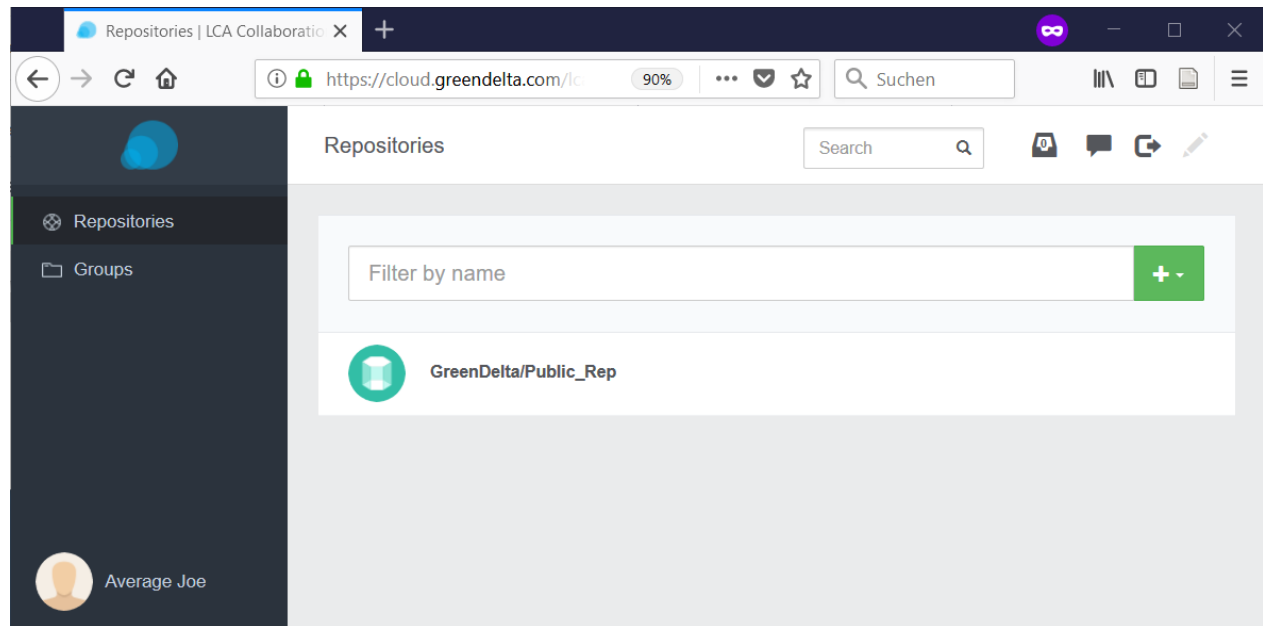 Repositories | LCA Collaboratio
https://cloud.greendelta.com/lc
90%
Suchen
Repositories
Search
0
Repositories
Groups
Filter by name
GreenDelta/Public_Rep
Average Joe